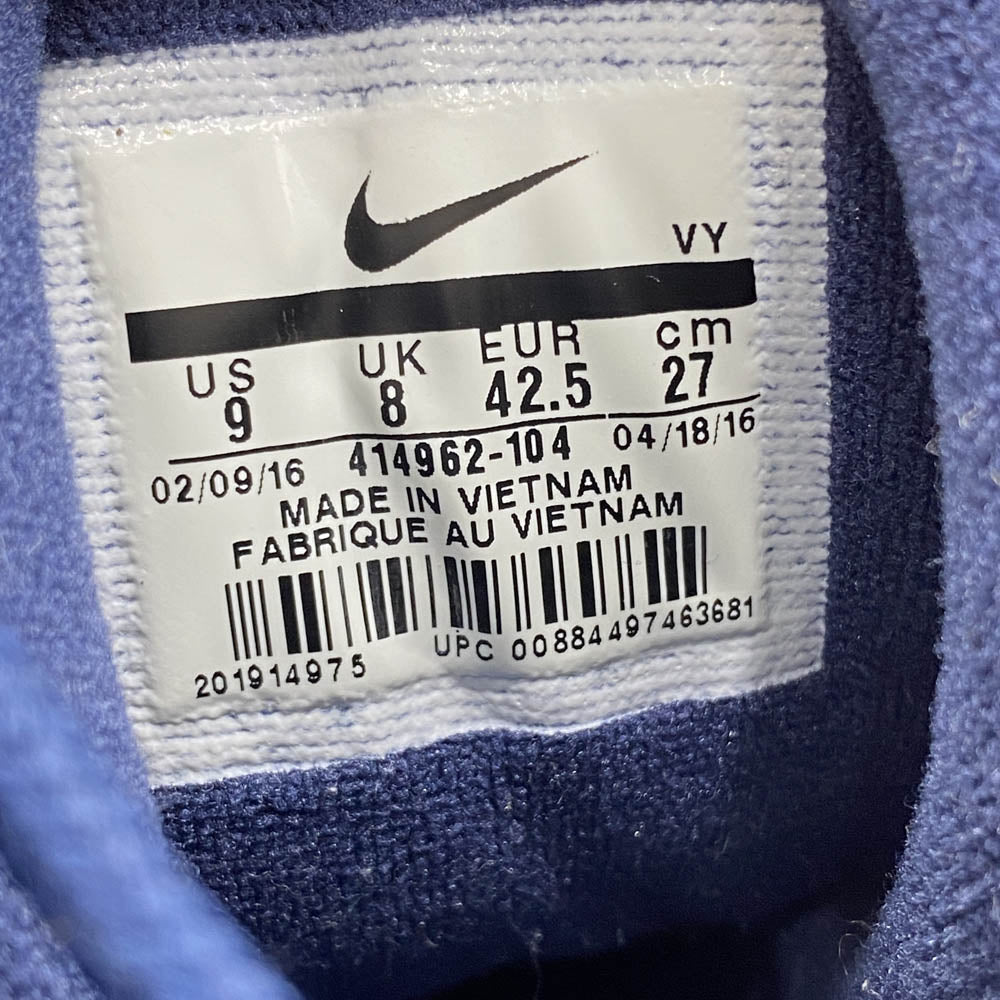 VY
US UK EUR cm
9 8 42.5 27
02/09/16 414962-104 04/18/16
MADE IN VIETNAM
FABRIQUE AU VIETNAM
201914975 UPC 00884497463681